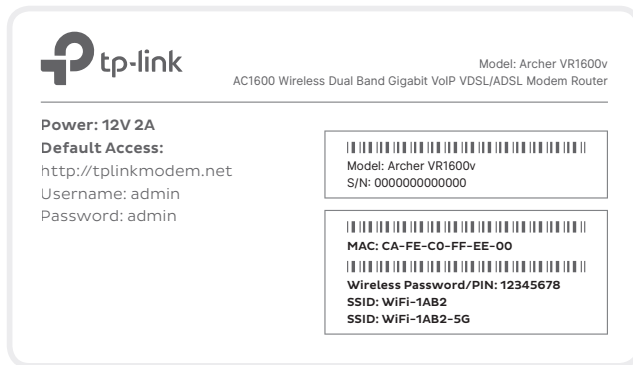 tp-link
Model: Archer VR1600v
AC1600 Wireless Dual Band Gigabit VoIP VDSL/ADSL Modem Router
Power: 12V 2A
Default Access:
http://tplinkmodem.net
Username: admin
Password: admin
Model: Archer VR1600v
S/N: 0000000000000
MAC: CA-FE-C0-FF-EE-00
Wireless Password/PIN: 12345678
SSID: WiFi-1AB2
SSID: WiFi-1AB2-5G